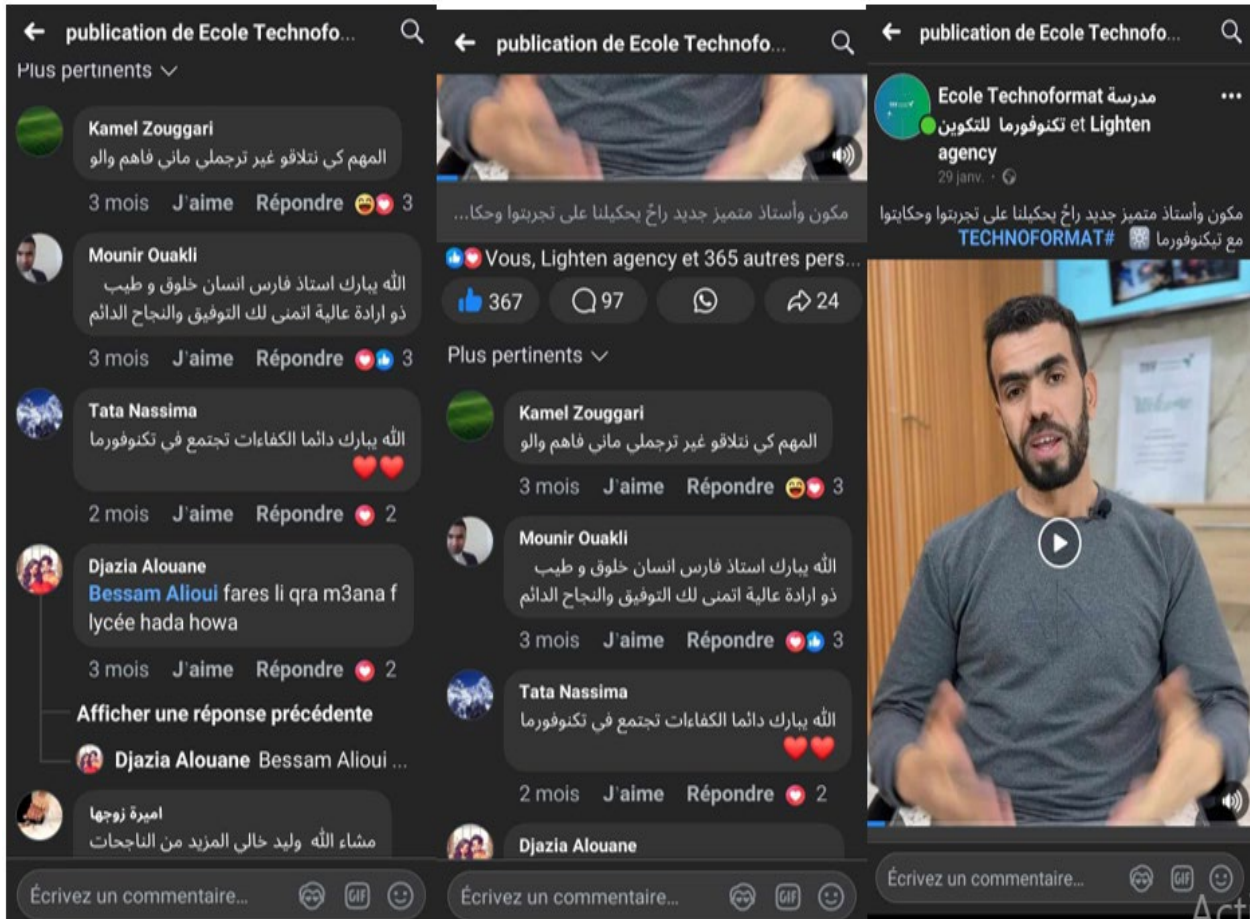 publication de Ecole Technofo...
Plus pertinents
Kamel Zouggari
المهم كي نتلاقو غير ترجملي ماني فاهم والو
3 mois J'aime Répondre 3
Mounir Ouakli
الله يبارك استاذ فارس انسان خلوق و طيب
ذو ارادة عالية اتمنى لك التوفيق والنجاح الدائم
3 mois J'aime Répondre 3
Tata Nassima
الله يبارك دائما الكفاءات تجتمع في تكنوفورما
❤️❤️
2 mois J'aime Répondre 2
Djazia Alouane
Bessam Alioui fares li qra m3ana f
lycée hada howa
3 mois J'aime Répondre 2
Afficher une réponse précédente
Djazia Alouane Bessam Alioui ...
اميرة زوجها
مشاء الله وليد خالي المزيد من الناجحات
Écrivez un commentaire...
GIF
publication de Ecole Technofo...
مكون وأستاذ متميز جديد راحْ يحكيلنا على تجربتوا وحكا...
Vous, Lighten agency et 365 autres pers...
367 97 24
Plus pertinents
Kamel Zouggari
المهم كي نتلاقو غير ترجملي ماني فاهم والو
3 mois J'aime Répondre 3
Mounir Ouakli
الله يبارك استاذ فارس انسان خلوق و طيب
ذو ارادة عالية اتمنى لك التوفيق والنجاح الدائم
3 mois J'aime Répondre 3
Tata Nassima
الله يبارك دائما الكفاءات تجتمع في تكنوفورما
❤️❤️
2 mois J'aime Répondre 2
Djazia Alouane
Écrivez un commentaire...
GIF
publication de Ecole Technofo...
Ecole Technoformat مدرسة
تكنوفورما للتكوين et Lighten
agency
29 janv.
مكون وأستاذ متميز جديد راحْ يحكيلنا على تجربتوا وحكايتوا
مع تيكنوفورما #TECHNOFORMAT
Welcome
Écrivez un commentaire...
GIF
Act